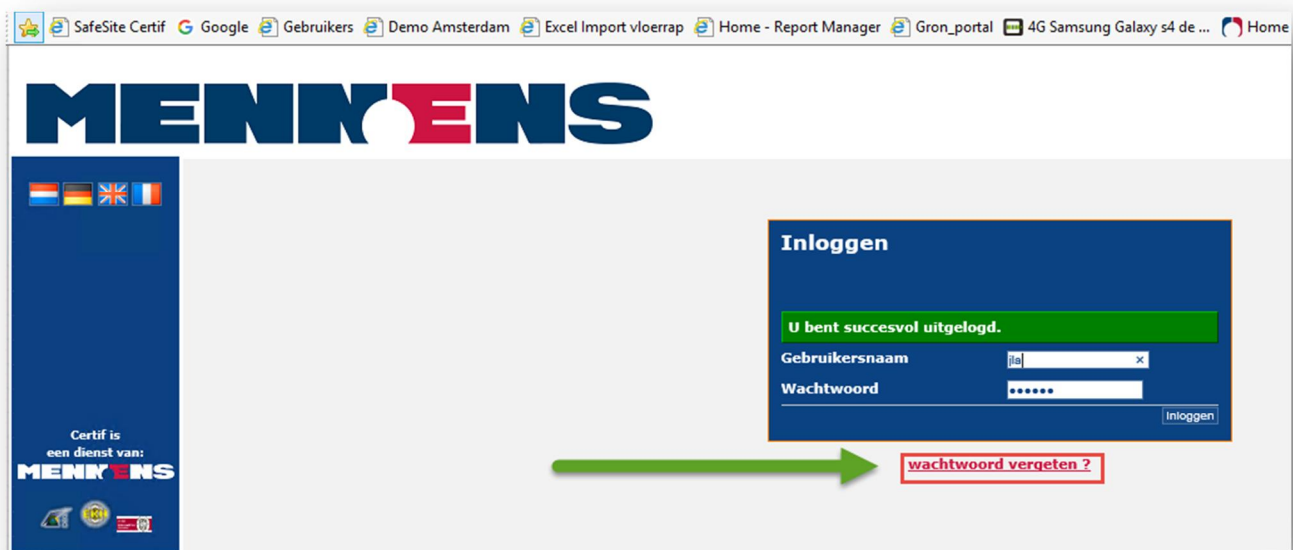 SafeSite Certif Google Gebruikers Demo Amsterdam Excel Import vloerrap Home - Report Manager Gron_portal 4G Samsung Galaxy s4 de ... Home
MENNENS
Inloggen
U bent succesvol uitgelogd.
Gebruikersnaam jla ×
Wachtwoord ••••••
Inloggen
wachtwoord vergeten ?
Certif is
een dienst van:
MENNENS